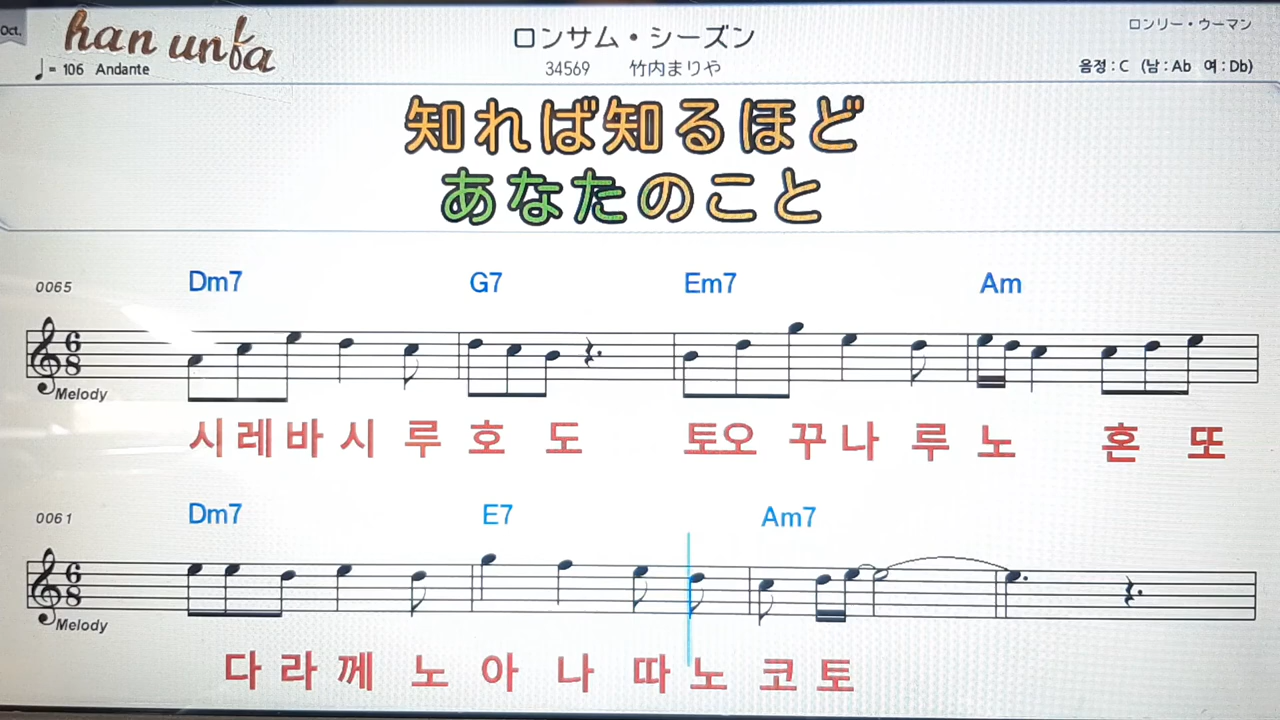 Oct.
han unfa
ロンサム・シーズン
ロンリー・ウーマン
♩= 106 Andante
34569 竹内まりや
음정 : C (남 : Ab 여 : Db)
知れば知るほど
あなたのこと
0065 Dm7 G7 Em7 Am
6 8
Melody
시 레 바 시 루 호 도 토오 꾸나 루 노 혼 또
0061 Dm7 E7 Am7
6 8
Melody
다 라 께 노 아 나 따 노 코 토